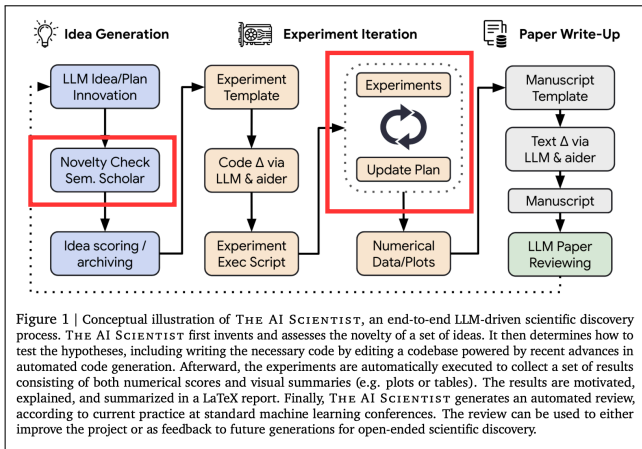 Idea Generation
Experiment Iteration
Paper Write-Up
LLM Idea/Plan
Innovation
Novelty Check
Sem. Scholar
Idea scoring /
archiving
Experiment
Template
Code Δ via
LLM & aider
Experiment
Exec Script
Experiments
Update Plan
Numerical
Data/Plots
Manuscript
Template
Text Δ via
LLM & aider
Manuscript
LLM Paper
Reviewing
Figure 1 | Conceptual illustration of THE AI SCIENTIST, an end-to-end LLM-driven scientific discovery
process. THE AI SCIENTIST first invents and assesses the novelty of a set of ideas. It then determines how to
test the hypotheses, including writing the necessary code by editing a codebase powered by recent advances in
automated code generation. Afterward, the experiments are automatically executed to collect a set of results
consisting of both numerical scores and visual summaries (e.g. plots or tables). The results are motivated,
explained, and summarized in a LaTeX report. Finally, THE AI SCIENTIST generates an automated review,
according to current practice at standard machine learning conferences. The review can be used to either
improve the project or as feedback to future generations for open-ended scientific discovery.